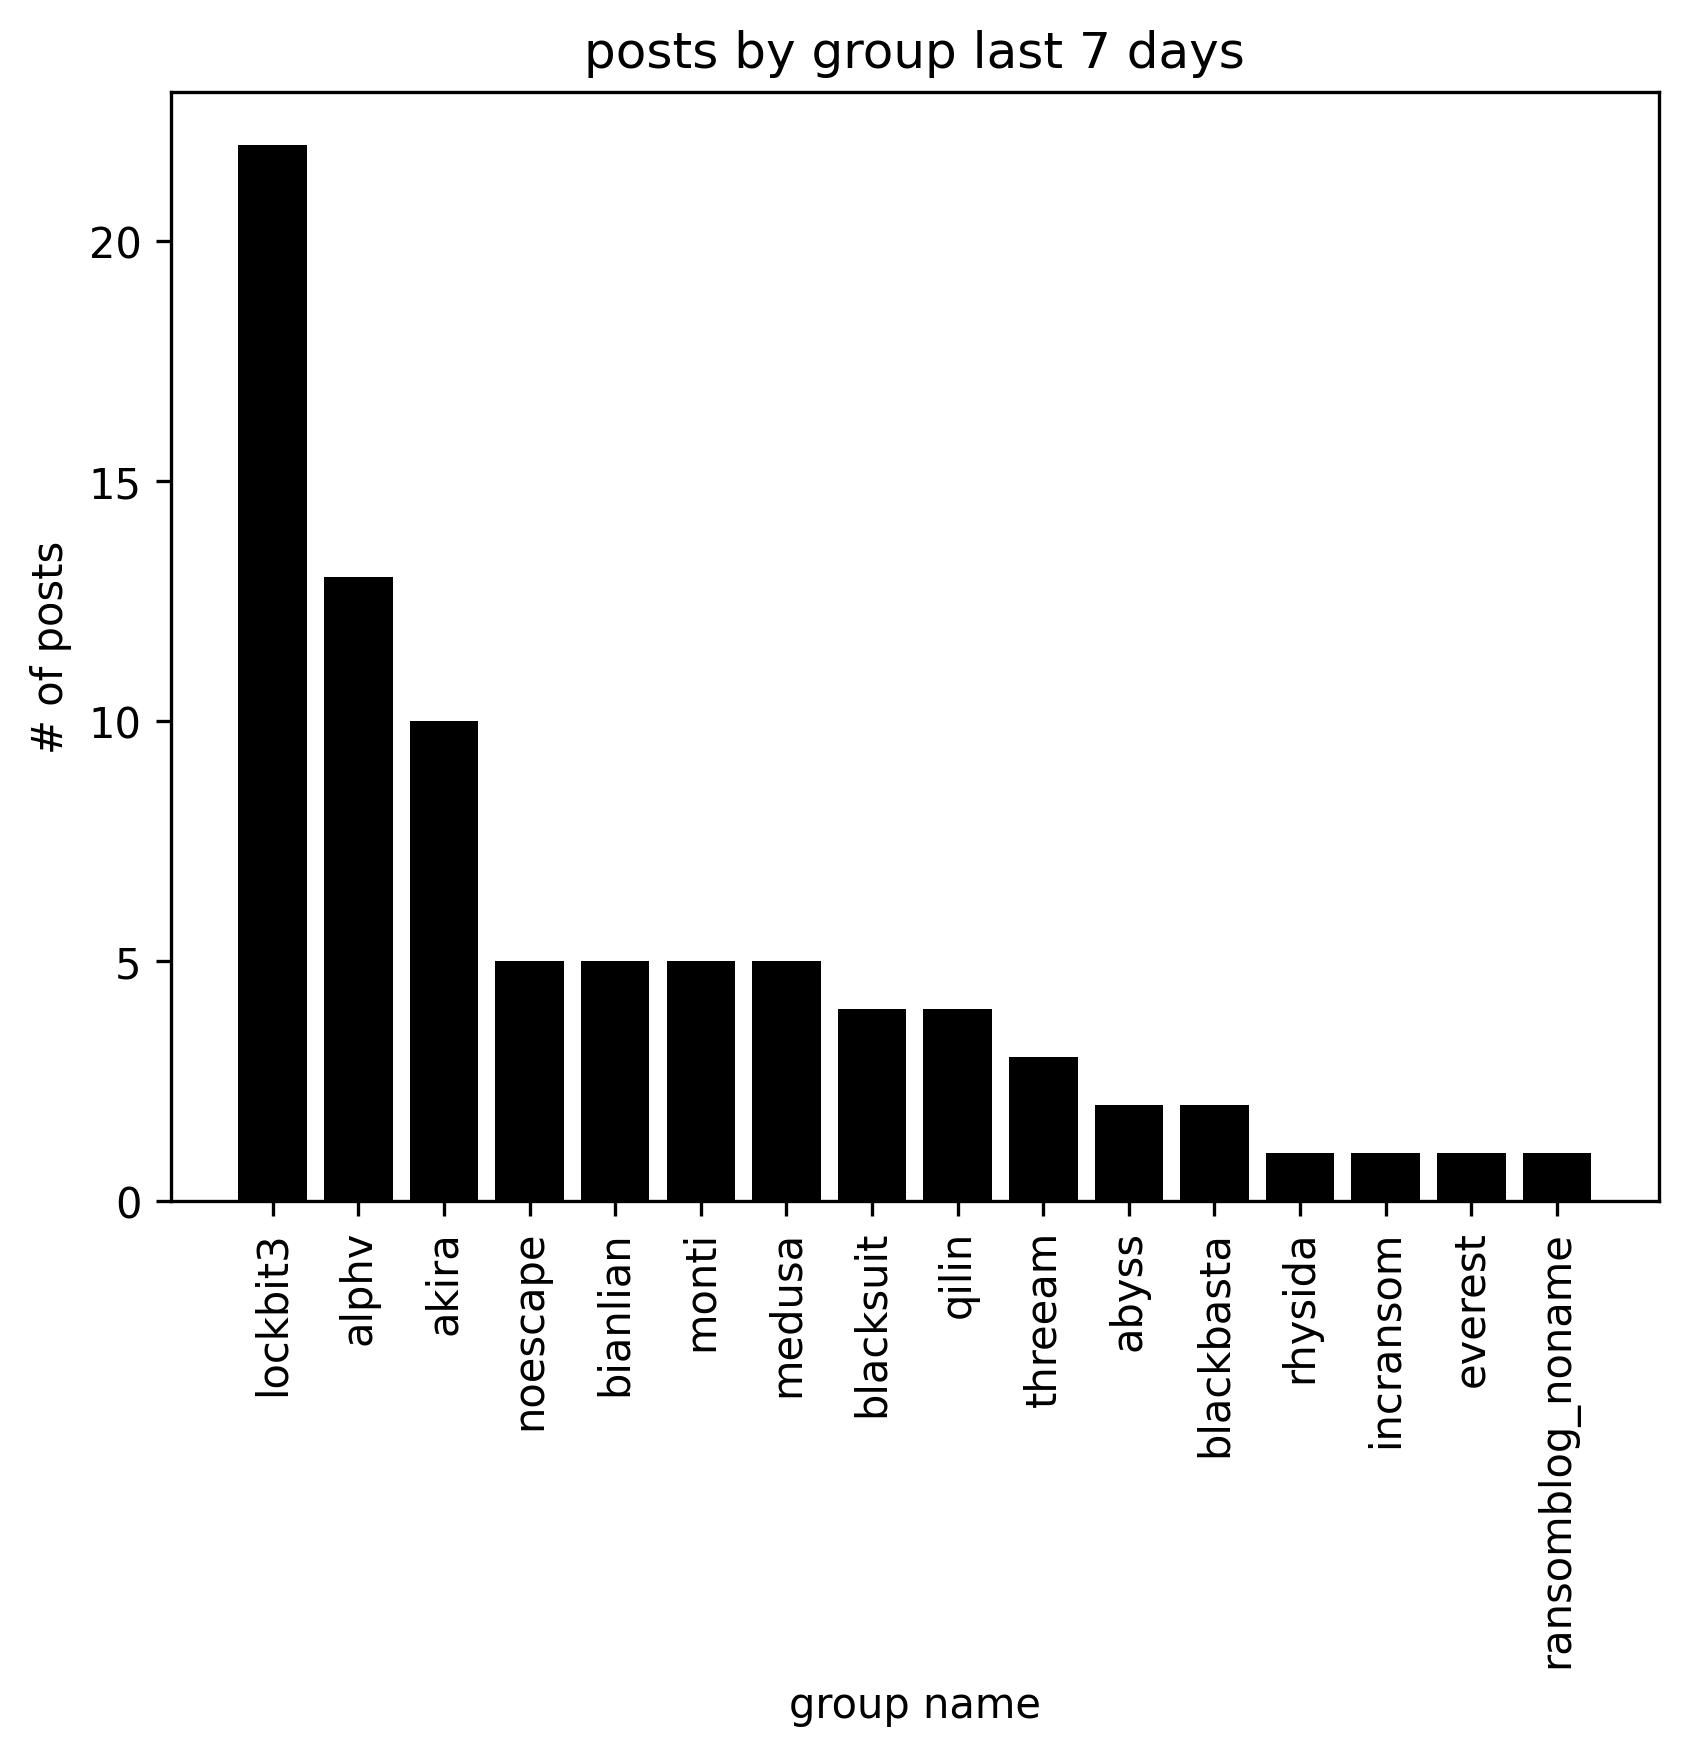 posts by group last 7 days
# of posts
20
15
10
5
0
lockbit3
alphv
akira
noescape
bianlian
monti
medusa
blacksuit
qilin
threeam
abyss
blackbasta
rhysida
incransom
everest
ransomblog_noname
group name